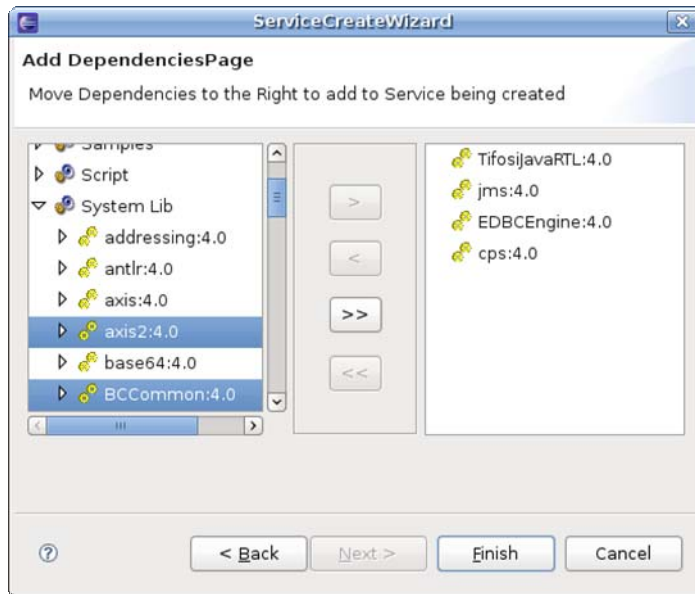 ServiceCreateWizard
Add DependenciesPage
Move Dependencies to the Right to add to Service being created
Samples
Script
System Lib
addressing:4.0
antlr:4.0
axis:4.0
axis2:4.0
base64:4.0
BCCommon:4.0
>
<
>>
<<
TifosiJavaRTL:4.0
jms:4.0
EDBCEngine:4.0
cps:4.0
?
< Back
Next >
Finish
Cancel